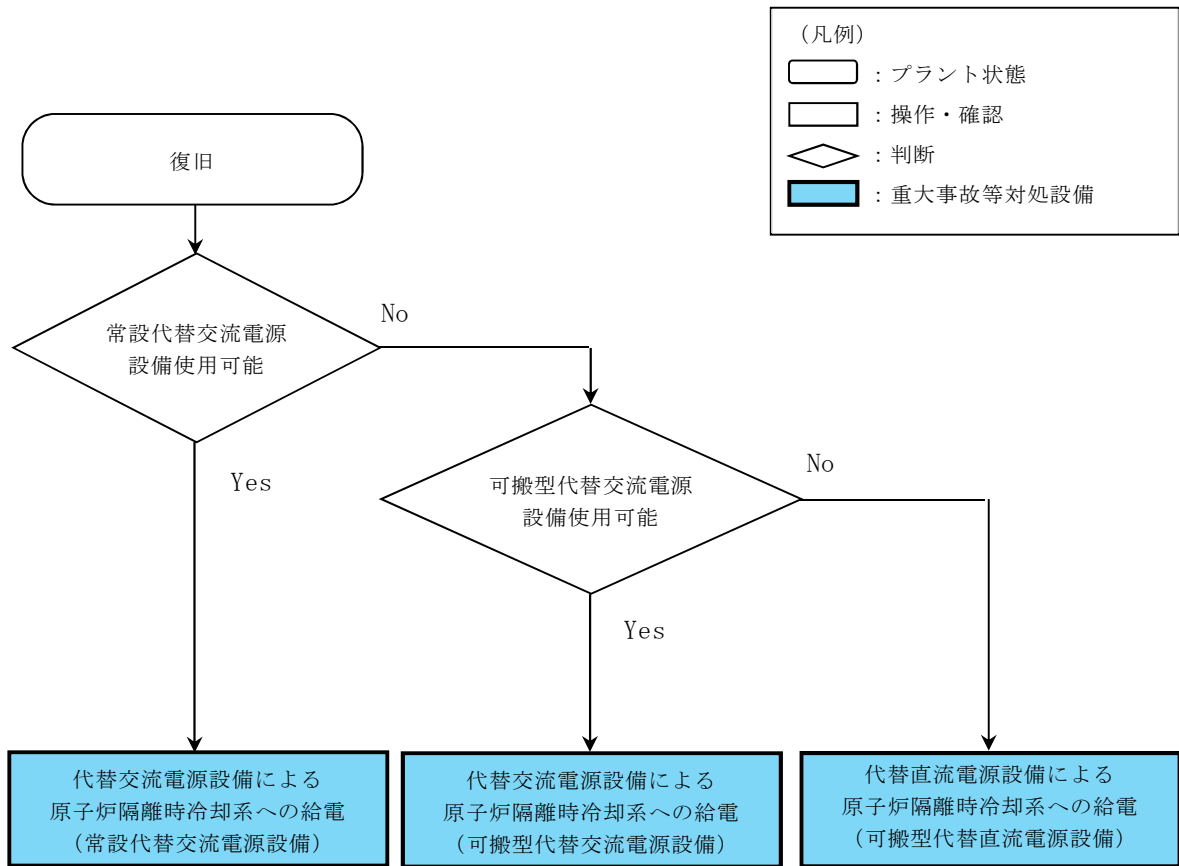 (凡例)
:プラント状態
:操作・確認
:判断
:重大事故等対処設備
復旧
常設代替交流電源
設備使用可能
No
Yes
可搬型代替交流電源
設備使用可能
No
Yes
代替交流電源設備による
原子炉隔離時冷却系への給電
(常設代替交流電源設備)
代替交流電源設備による
原子炉隔離時冷却系への給電
(可搬型代替交流電源設備)
代替直流電源設備による
原子炉隔離時冷却系への給電
(可搬型代替直流電源設備)